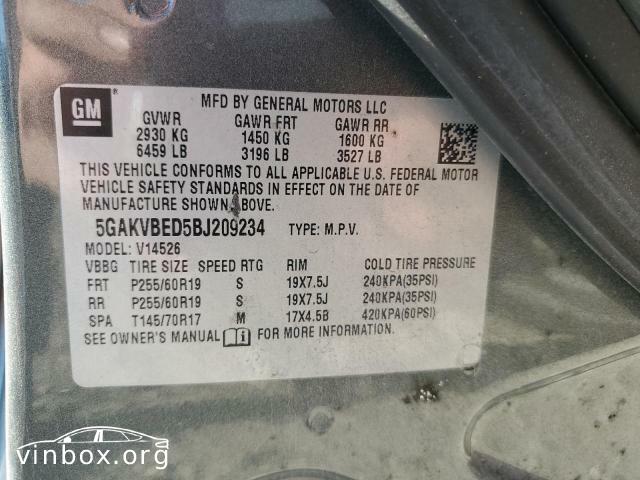 GM
MFD BY GENERAL MOTORS LLC
GVWR GAWR FRT GAWR RR
2930 KG 1450 KG 1600 KG
6459 LB 3196 LB 3527 LB
THIS VEHICLE CONFORMS TO ALL APPLICABLE U.S. FEDERAL MOTOR
VEHICLE SAFETY STANDARDS IN EFFECT ON THE DATE OF
MANUFACTURE SHOWN ABOVE.
5GAKVBED5BJ209234 TYPE: M.P.V.
MODEL: V14526
VBBG TIRE SIZE SPEED RTG RIM COLD TIRE PRESSURE
FRT P255/60R19 S 19X7.5J 240KPA(35PSI)
RR P255/60R19 S 19X7.5J 240KPA(35PSI)
SPA T145/70R17 M 17X4.5B 420KPA(60PSI)
SEE OWNER'S MANUAL FOR MORE INFORMATION.
vinbox.org